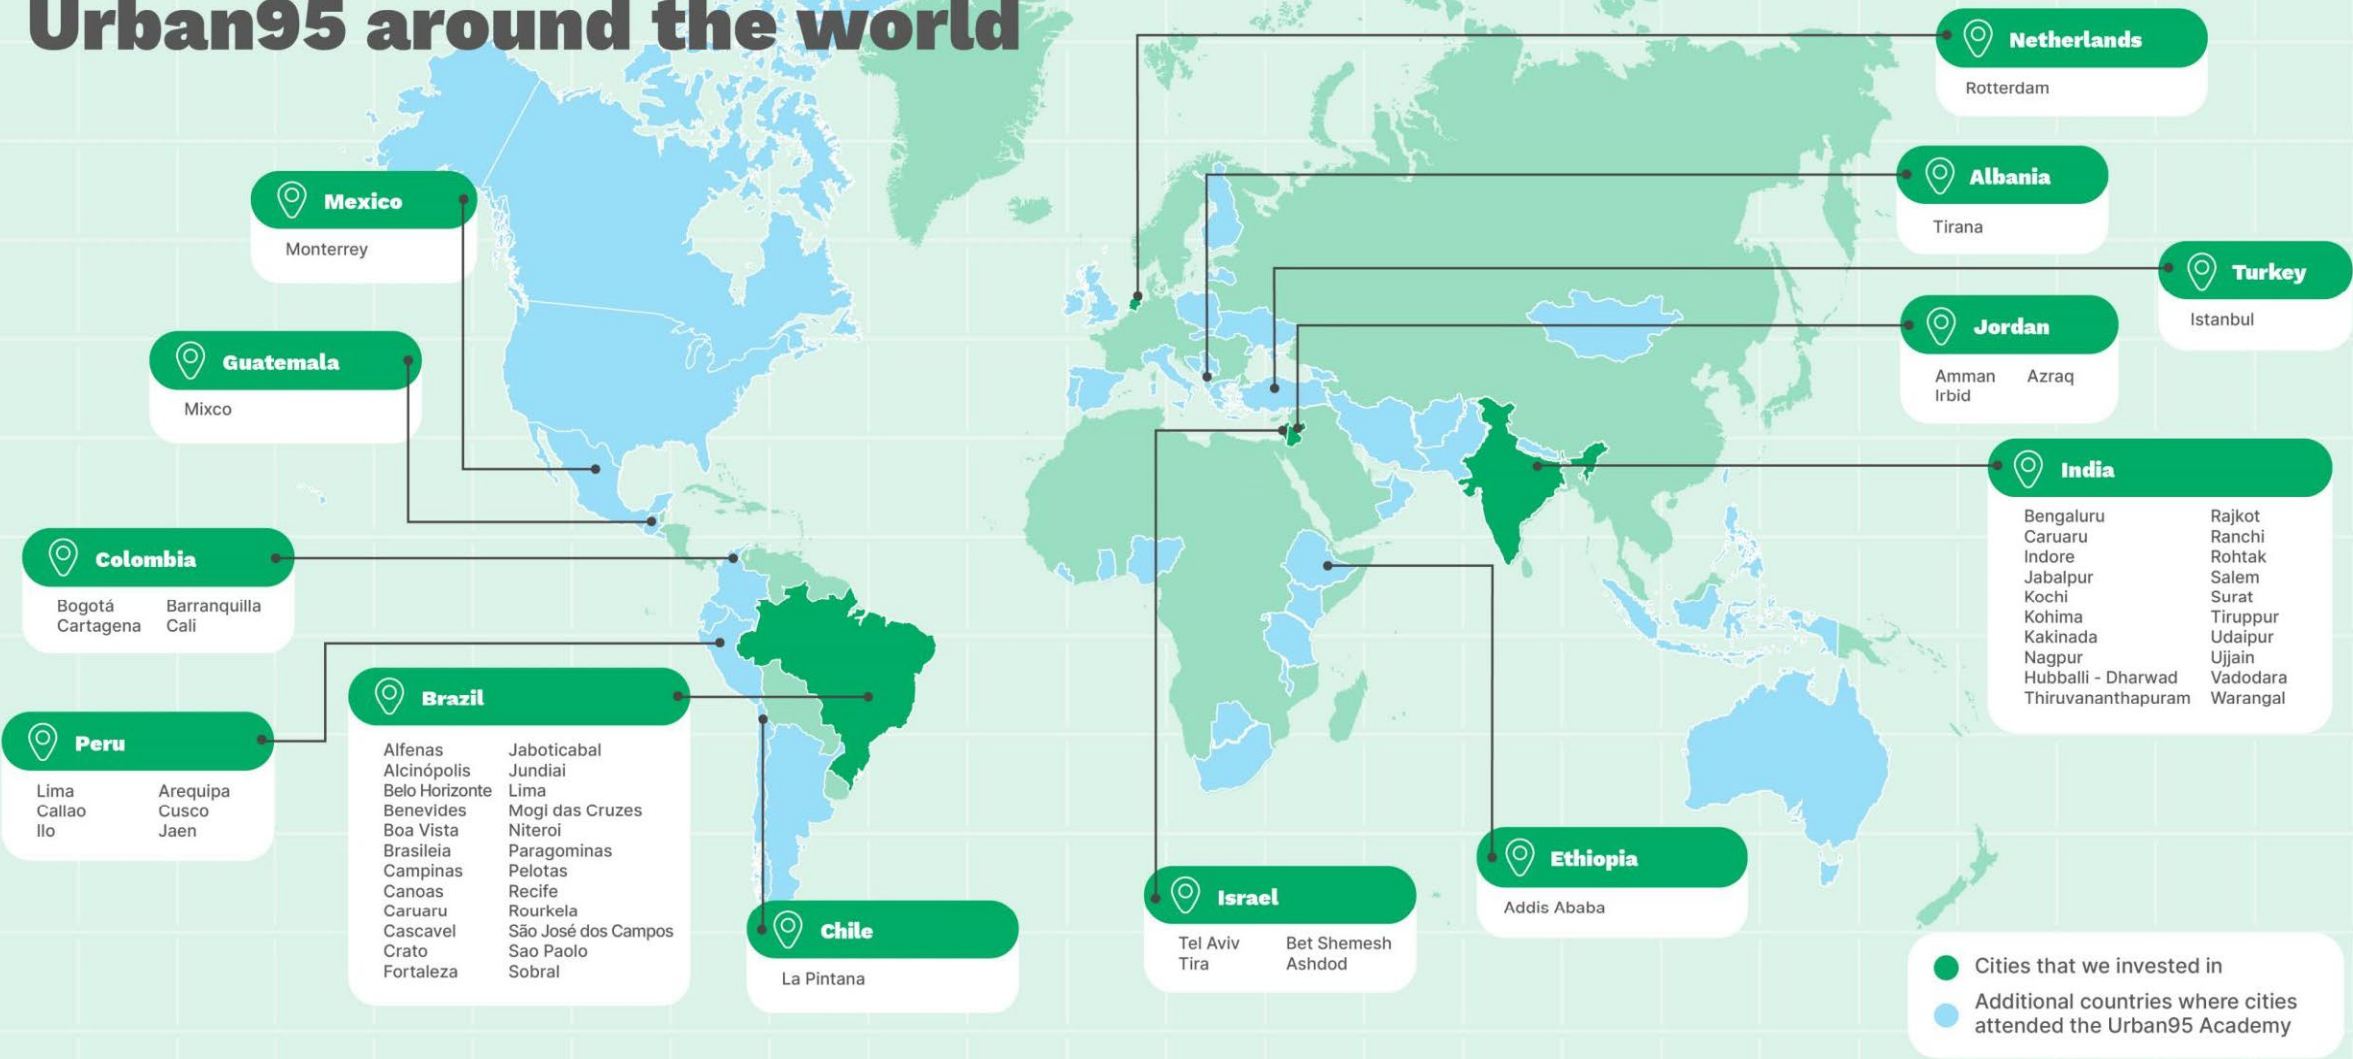 Urban95 around the world
Mexico
Monterrey
Guatemala
Mixco
Colombia
Bogotá Barranquilla
Cartagena Cali
Peru
Lima Arequipa
Callao Cusco
Ilo Jaen
Brazil
Alfenas Jaboticabal
Alcinópolis Jundiai
Belo Horizonte Lima
Benevides Mogi das Cruzes
Boa Vista Niteroi
Brasileia Paragominas
Campinas Pelotas
Canoas Recife
Caruaru Rourkela
Cascavel São José dos Campos
Crato Sao Paolo
Fortaleza Sobral
Chile
La Pintana
Israel
Tel Aviv Bet Shemesh
Tira Ashdod
Ethiopia
Addis Ababa
Netherlands
Rotterdam
Albania
Tirana
Turkey
Istanbul
Jordan
Amman Azraq
Irbid
India
Bengaluru Rajkot
Caruaru Ranchi
Indore Rohtak
Jabalpur Salem
Kochi Surat
Kohima Tiruppur
Kakinada Udaipur
Nagpur Ujjain
Hubballi - Dharwad Vadodara
Thiruvananthapuram Warangal
Cities that we invested in
Additional countries where cities
attended the Urban95 Academy